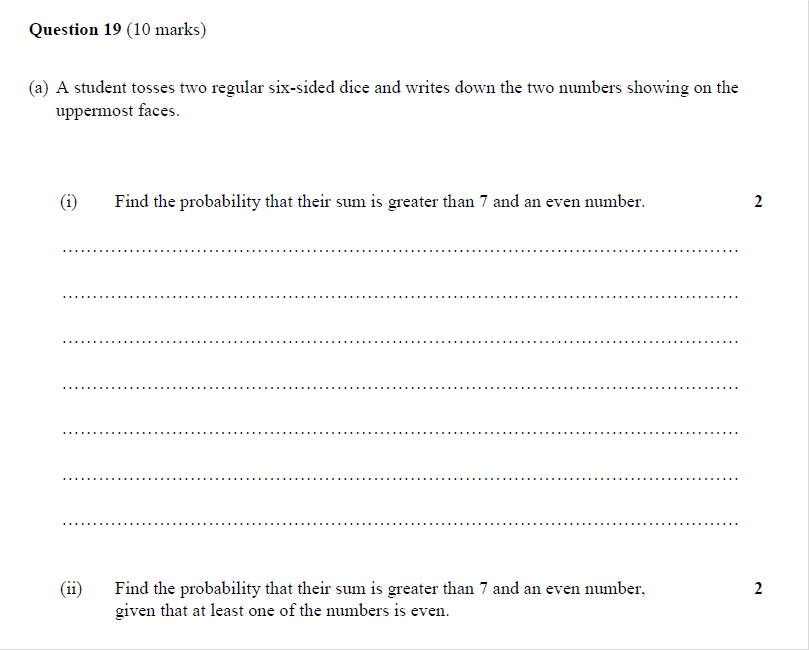 Question 19 (10 marks)
(a) A student tosses two regular six-sided dice and writes down the two numbers showing on the
uppermost faces.
(i) Find the probability that their sum is greater than 7 and an even number. 2
(ii) Find the probability that their sum is greater than 7 and an even number, 2
given that at least one of the numbers is even.